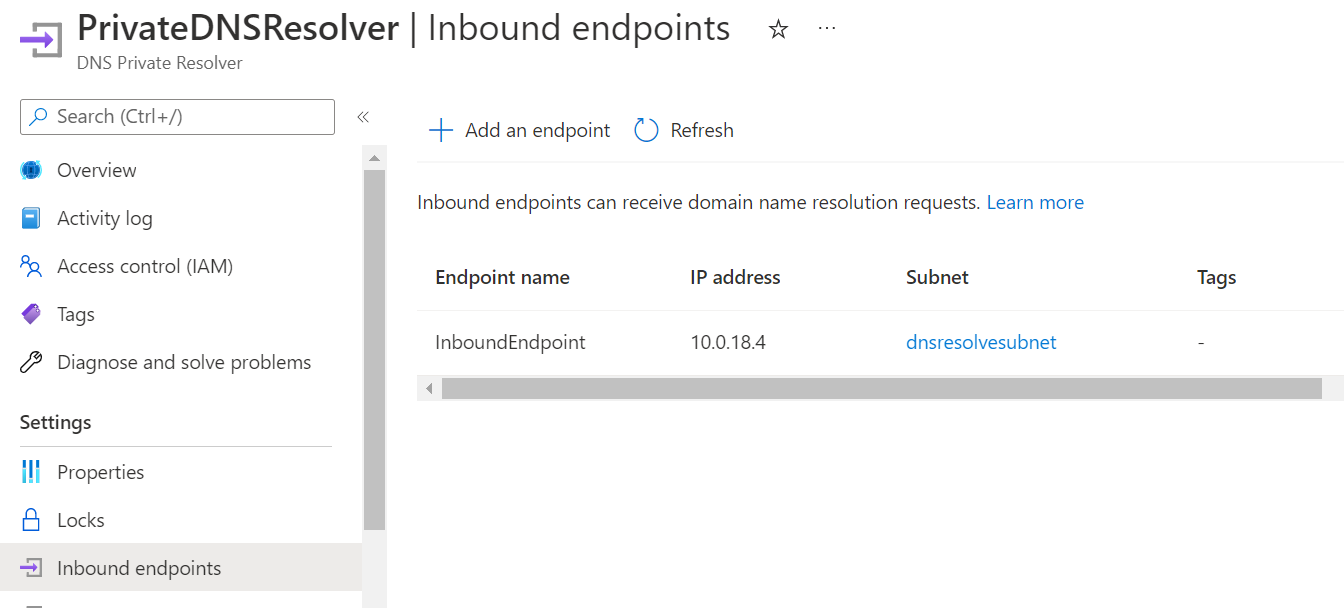 PrivateDNSResolver | Inbound endpoints ☆ ...
DNS Private Resolver
Search (Ctrl+/) «
Overview
Activity log
Access control (IAM)
Tags
Diagnose and solve problems
Settings
Properties
Locks
Inbound endpoints
+ Add an endpoint Refresh
Inbound endpoints can receive domain name resolution requests. Learn more
Endpoint name IP address Subnet Tags
InboundEndpoint 10.0.18.4 dnsresolvesubnet -